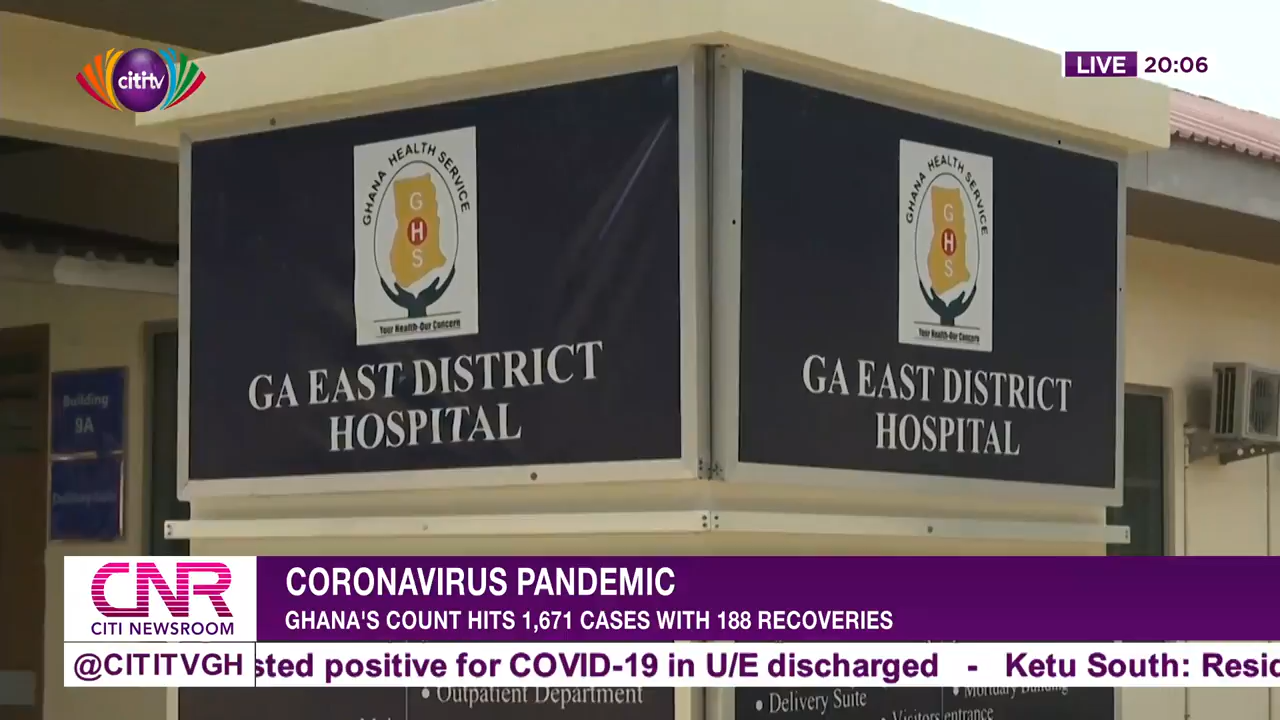 citi tv
LIVE 20:06
GHANA HEALTH SERVICE
G
H
S
Your Health-Our Concern
GA EAST DISTRICT
HOSPITAL
GHANA HEALTH SERVICE
G
H
S
Your Health-Our Concern
GA EAST DISTRICT
HOSPITAL
Building
9A
CNR
CITI NEWSROOM
CORONAVIRUS PANDEMIC
GHANA'S COUNT HITS 1,671 CASES WITH 188 RECOVERIES
@CITITVGH
sted positive for COVID-19 in U/E discharged - Ketu South: Resid
• Outpatient Department
• Delivery Suite
• Mortuary Building
Visitors entrance